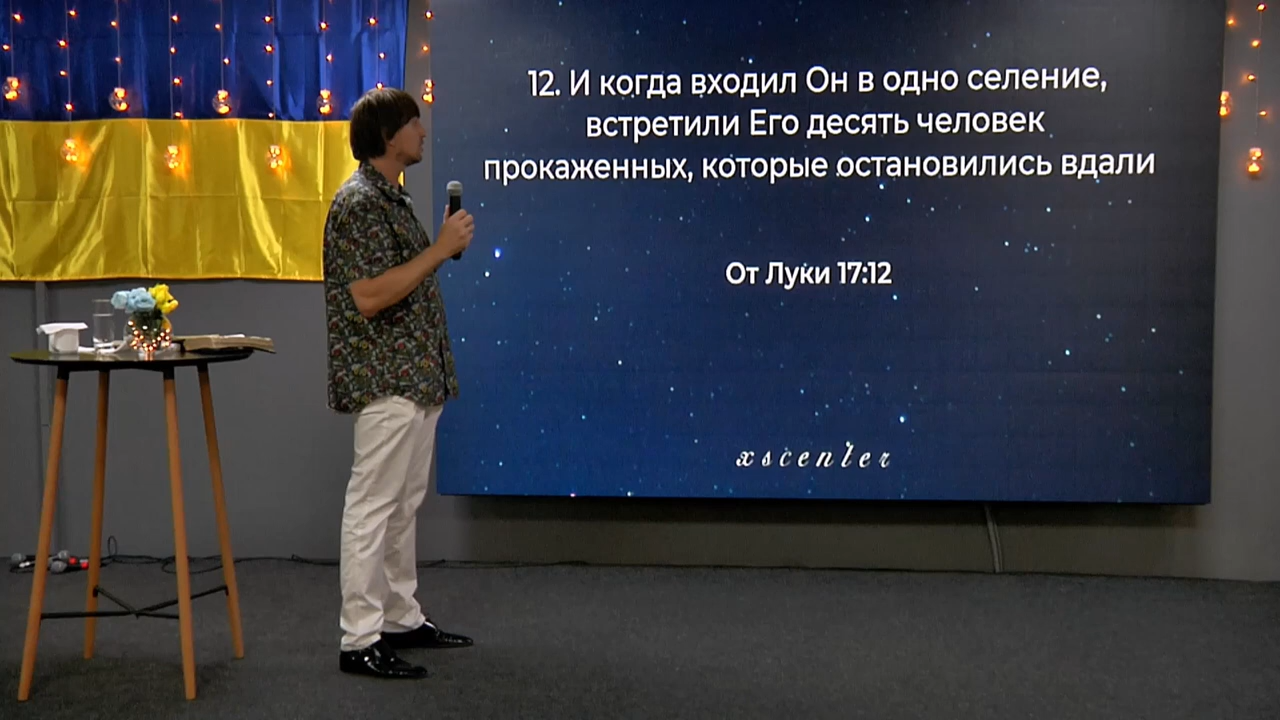 12. И когда входил Он в одно селение,
встретили Его десять человек
прокаженных, которые остановились вдали
От Луки 17:12
xscenter